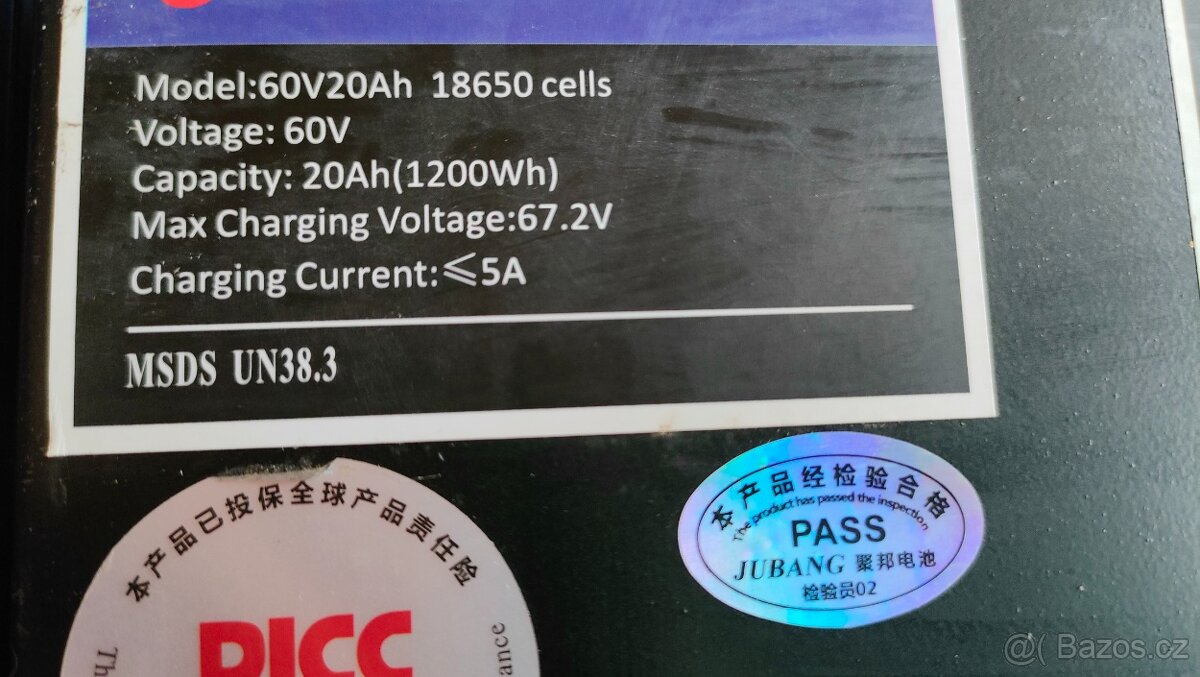 Model:60V20Ah 18650 cells
Voltage: 60V
Capacity: 20Ah(1200Wh)
Max Charging Voltage:67.2V
Charging Current:≤5A
MSDS UN38.3
本产品已投保全球产品责任险
PICC
本产品经检验合格
The product has passed the inspection
PASS
JUBANG 聚邦电池
检验员02
@( Bazos.cz